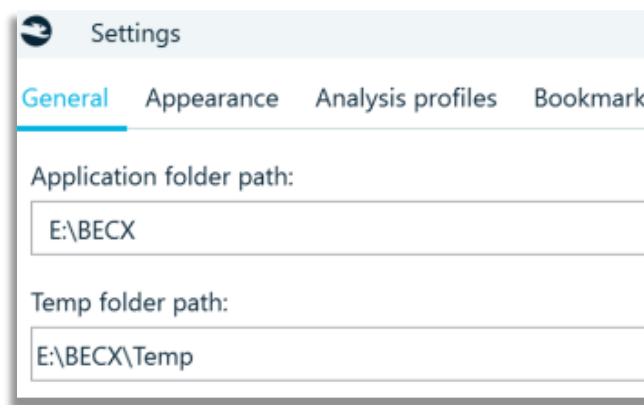 Settings
General Appearance Analysis profiles Bookmark
Application folder path:
E:\BECX
Temp folder path:
E:\BECX\Temp